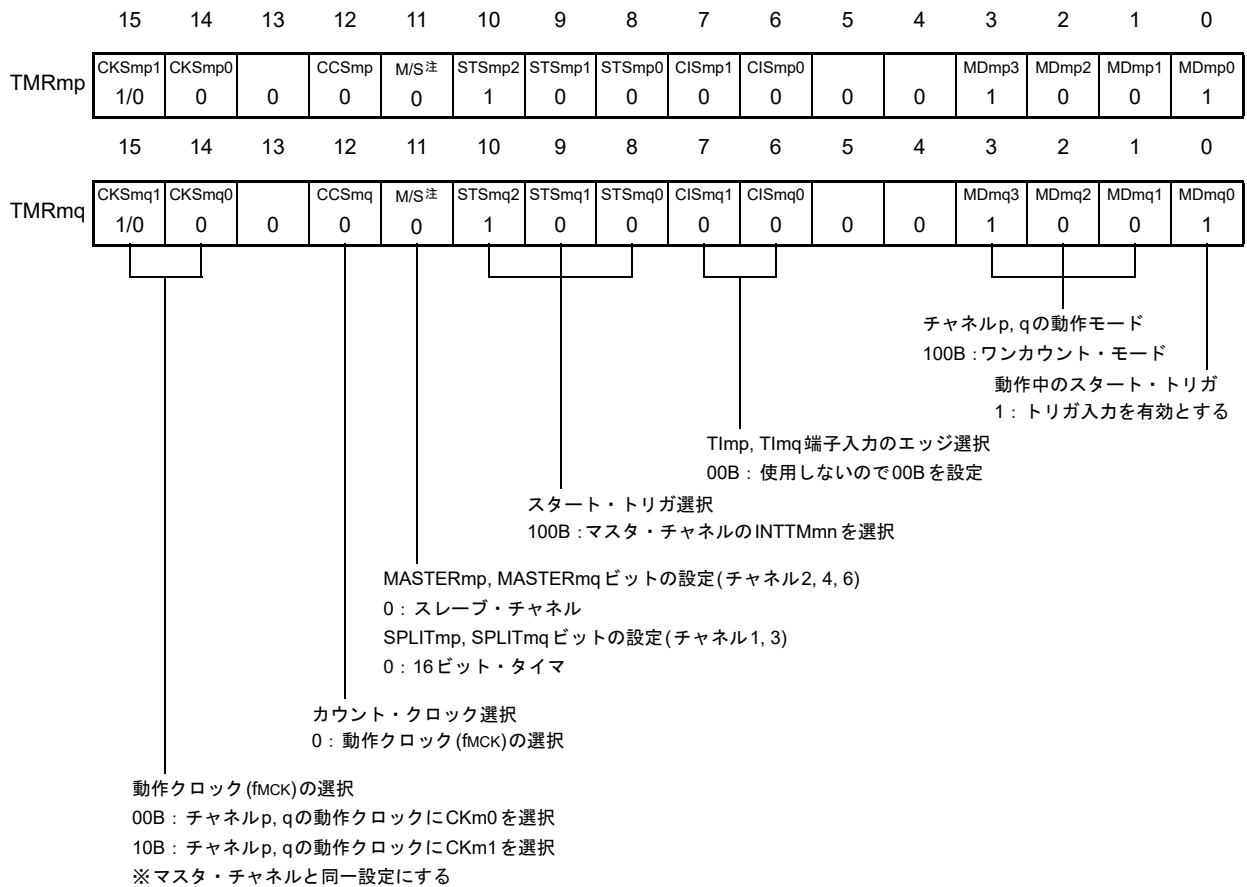 15 14 13 12 11 10 9 8 7 6 5 4 3 2 1 0
TMRmp
CKSmp1 CKSmp0 CCSmp M/S注 STSmp2 STSmp1 STSmp0 CISmp1 CISmp0 MDmp3 MDmp2 MDmp1 MDmp0
1/0 0 0 0 0 1 0 0 0 0 0 0 1 0 0 1
15 14 13 12 11 10 9 8 7 6 5 4 3 2 1 0
TMRmq
CKSmq1 CKSmq0 CCSmq M/S注 STSmq2 STSmq1 STSmq0 CISmq1 CISmq0 MDmq3 MDmq2 MDmq1 MDmq0
1/0 0 0 0 0 1 0 0 0 0 0 0 1 0 0 1
チャネルp, qの動作モード
100B：ワンカウント・モード
動作中のスタート・トリガ
1：トリガ入力を有効とする
TImp, TImq端子入力のエッジ選択
00B：使用しないので00Bを設定
スタート・トリガ選択
100B：マスタ・チャネルのINTTMmnを選択
MASTERmp, MASTERmqビットの設定(チャネル2, 4, 6)
0：スレーブ・チャネル
SPLITmp, SPLITmqビットの設定(チャネル1, 3)
0：16ビット・タイマ
カウント・クロック選択
0：動作クロック(fMCK)の選択
動作クロック(fMCK)の選択
00B：チャネルp, qの動作クロックにCKm0を選択
10B：チャネルp, qの動作クロックにCKm1を選択
※マスタ・チャネルと同一設定にする